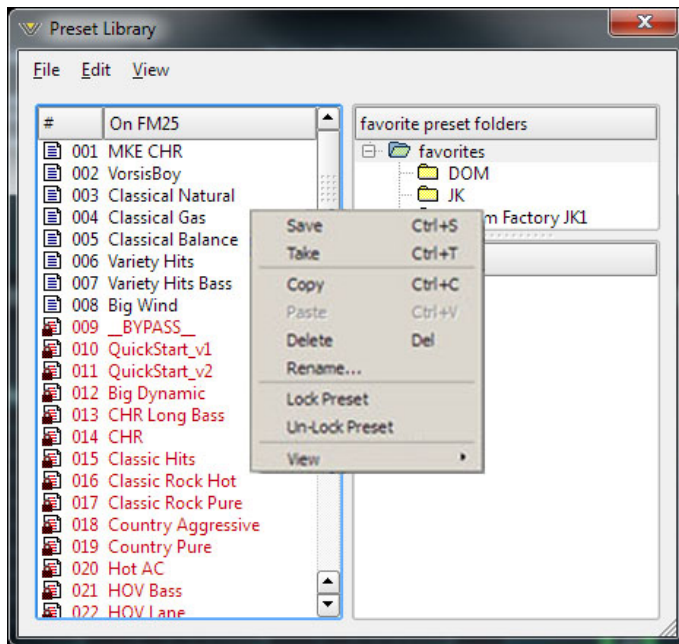 Preset Library
File Edit View
# On FM25
001 MKE CHR
002 VorsisBoy
003 Classical Natural
004 Classical Gas
005 Classical Balance
006 Variety Hits
007 Variety Hits Bass
008 Big Wind
009 __BYPASS__
010 QuickStart_v1
011 QuickStart_v2
012 Big Dynamic
013 CHR Long Bass
014 CHR
015 Classic Hits
016 Classic Rock Hot
017 Classic Rock Pure
018 Country Aggressive
019 Country Pure
020 Hot AC
021 HOV Bass
022 HOV Lane
favorite preset folders
favorites
DOM
JK
Factory JK1
Save Ctrl+S
Take Ctrl+T
Copy Ctrl+C
Paste Ctrl+V
Delete Del
Rename...
Lock Preset
Un-Lock Preset
View